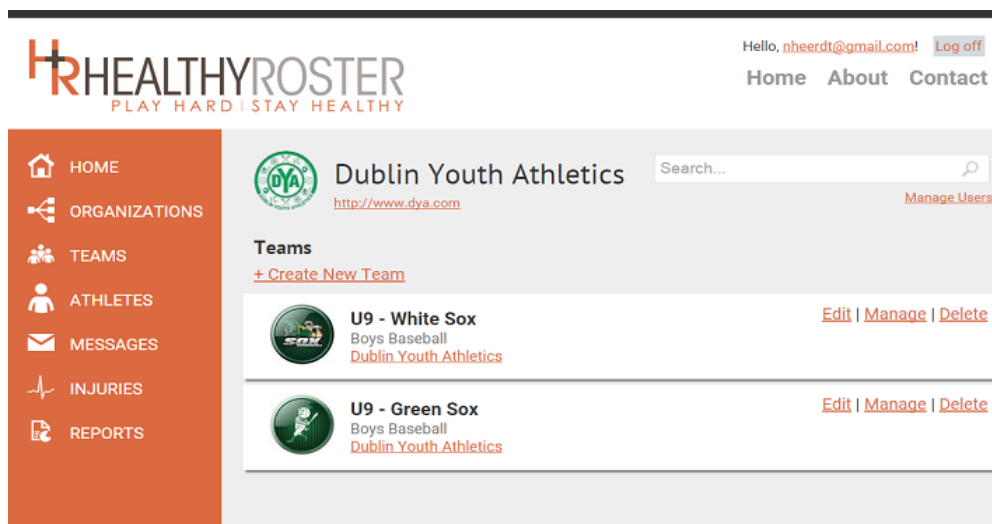 HR HEALTHYROSTER
PLAY HARD | STAY HEALTHY
Hello, nheerdt@gmail.com! Log off
Home About Contact
HOME
ORGANIZATIONS
TEAMS
ATHLETES
MESSAGES
INJURIES
REPORTS
DYA
Dublin Youth Athletics
http://www.dya.com
Search...
Manage Users
Teams
+ Create New Team
SOX
U9 - White Sox
Boys Baseball
Dublin Youth Athletics
Edit | Manage | Delete
U9 - Green Sox
Boys Baseball
Dublin Youth Athletics
Edit | Manage | Delete